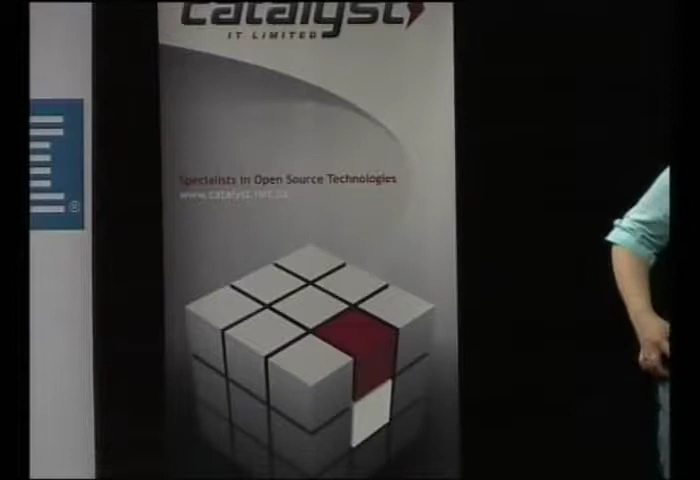 catalyst
IT LIMITED
Specialists in Open Source Technologies
www.catalyst.net.nz
®